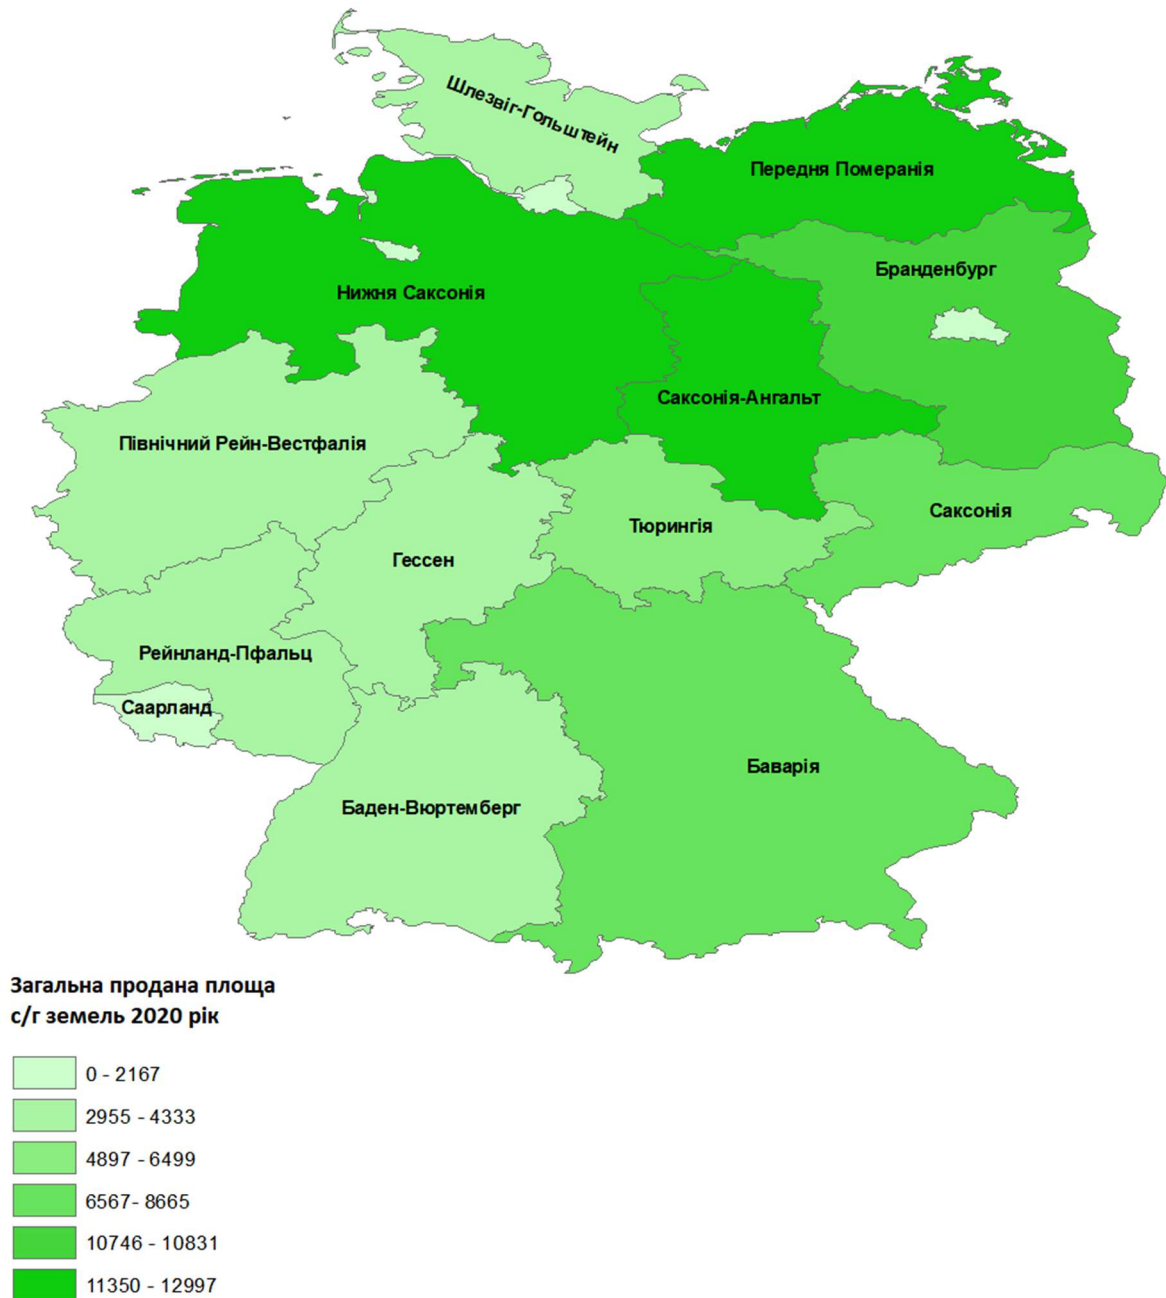 Шлезвіг-Гольштейн
Передня Померанія
Бранденбург
Нижня Саксонія
Саксонія-Ангальт
Північний Рейн-Вестфалія
Саксонія
Тюрингія
Гессен
Рейнланд-Пфальц
Саарланд
Баварія
Баден-Вюртемберг
Загальна продана площа
с/г земель 2020 рік
0 - 2167
2955 - 4333
4897 - 6499
6567- 8665
10746 - 10831
11350 - 12997